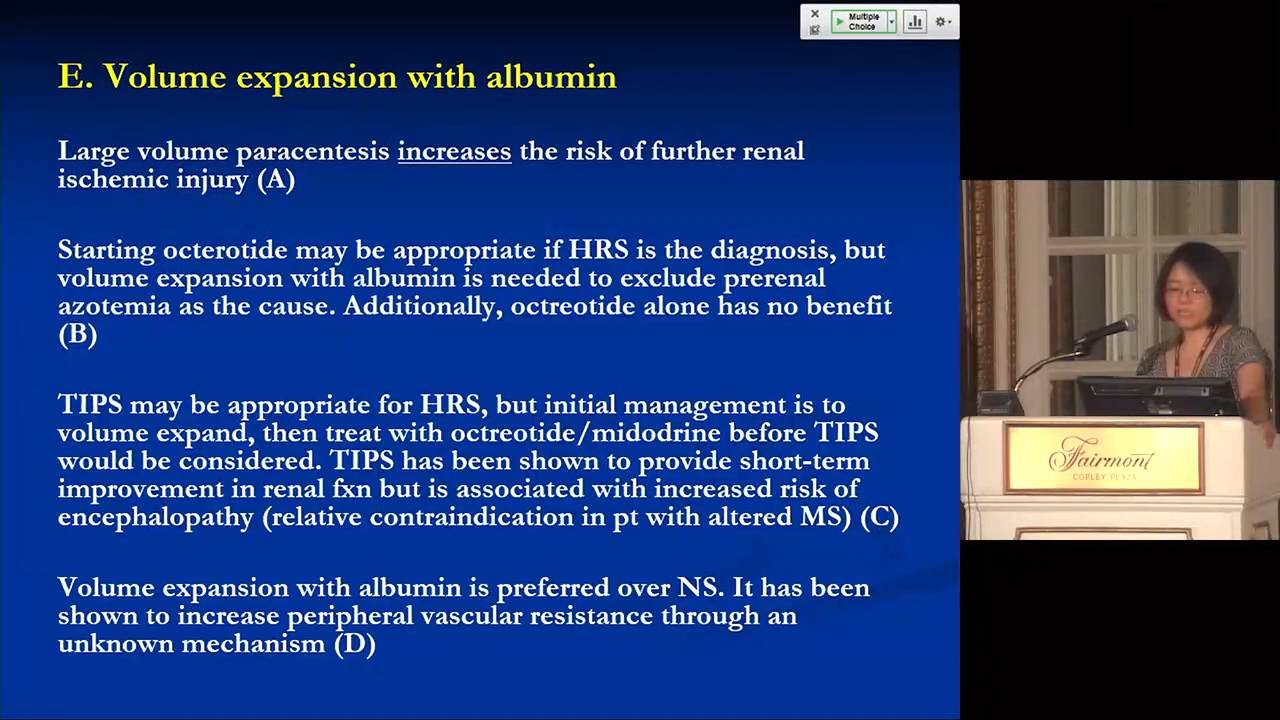 Multiple
Choice
E. Volume expansion with albumin
Large volume paracentesis increases the risk of further renal
ischemic injury (A)
Starting octerotide may be appropriate if HRS is the diagnosis, but
volume expansion with albumin is needed to exclude prerenal
azotemia as the cause. Additionally, octreotide alone has no benefit
(B)
TIPS may be appropriate for HRS, but initial management is to
volume expand, then treat with octreotide/midodrine before TIPS
would be considered. TIPS has been shown to provide short-term
improvement in renal fxn but is associated with increased risk of
encephalopathy (relative contraindication in pt with altered MS) (C)
Volume expansion with albumin is preferred over NS. It has been
shown to increase peripheral vascular resistance through an
unknown mechanism (D)
Fairmont
COPLEY PLAZA